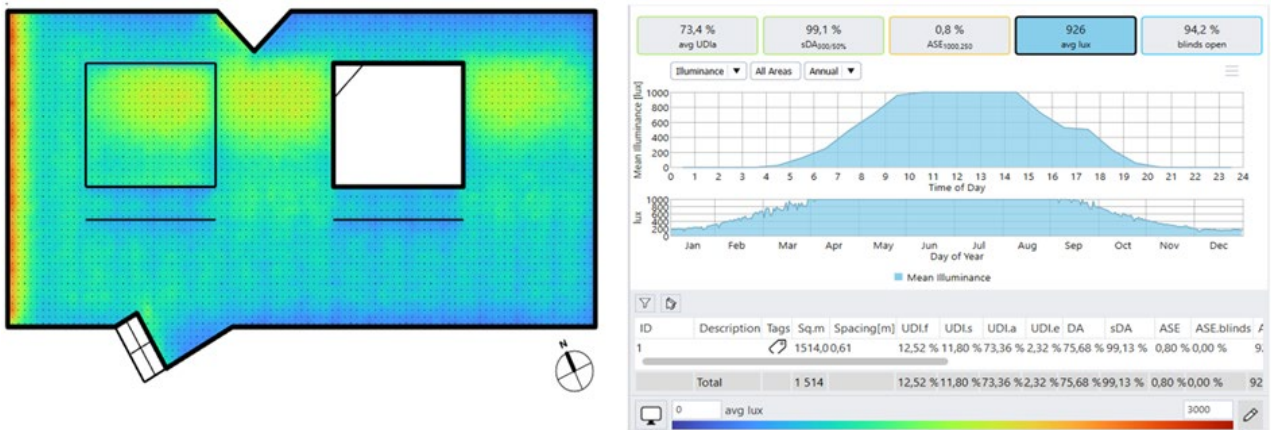 73,4 %
avg UDIa
99,1 %
sDA300/50%
0,8 %
ASE1000,250
926
avg lux
94,2 %
blinds open
Illuminance ▼ All Areas Annual ▼
Mean Illuminance [lux]
1000
800
600
400
200
0
0 1 2 3 4 5 6 7 8 9 10 11 12 13 14 15 16 17 18 19 20 21 22 23 24
Time of Day
lux
1000
800
600
400
200
0
Jan Feb Mar Apr May Jun Jul Aug Sep Oct Nov Dec
Day of Year
Mean Illuminance
ID Description Tags Sq.m Spacing[m] UDI.f UDI.s UDI.a UDI.e DA sDA ASE ASE.blinds A
1 1514,0 0,61 12,52 % 11,80 % 73,36 % 2,32 % 75,68 % 99,13 % 0,80 % 0,00 % 9
Total 1 514 12,52 % 11,80 % 73,36 % 2,32 % 75,68 % 99,13 % 0,80 % 0,00 % 92
0 avg lux 3000
N